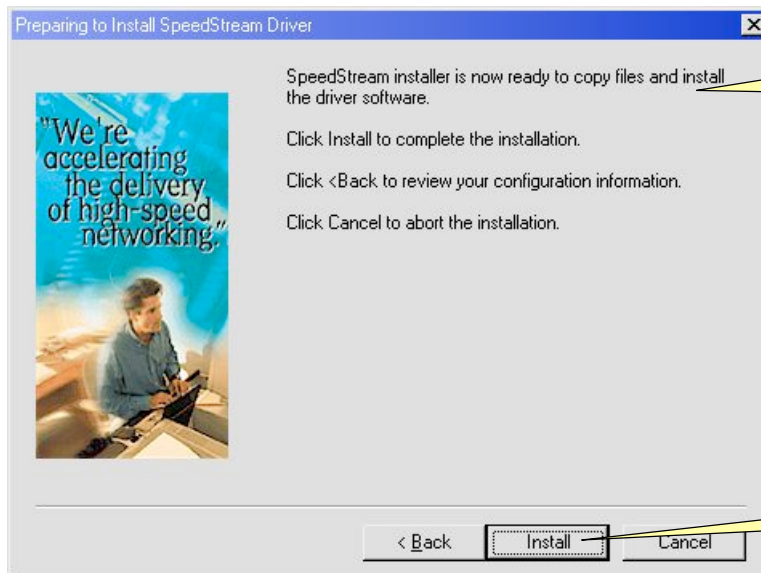 Preparing to Install SpeedStream Driver
SpeedStream installer is now ready to copy files and install
the driver software.
Click Install to complete the installation.
Click <Back to review your configuration information.
Click Cancel to abort the installation.
"We're
accelerating
the delivery
of high-speed
networking."
< Back
Install
Cancel